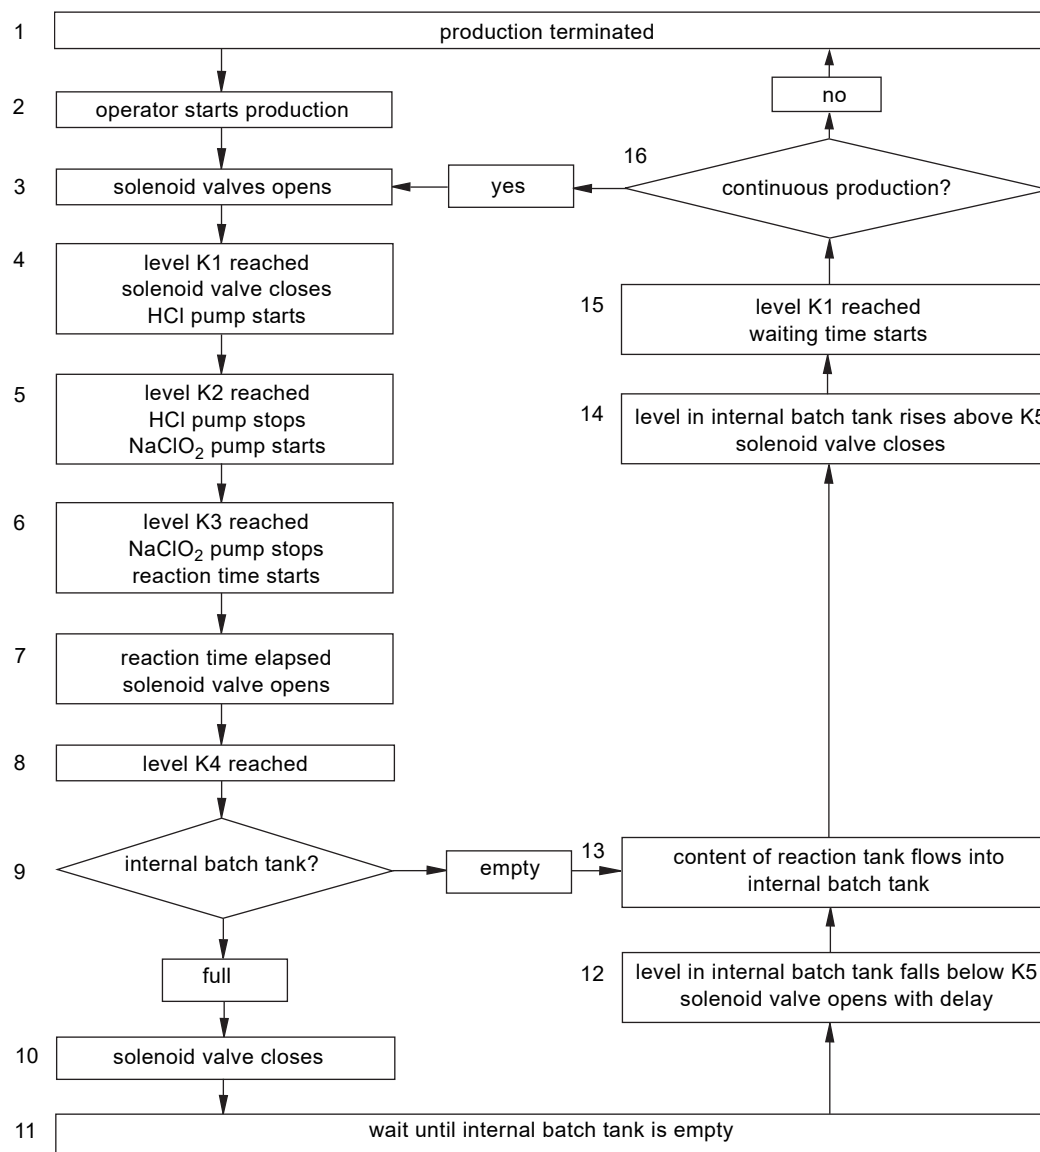 1
production terminated
2
operator starts production
no
3
solenoid valves opens
yes
16
continuous production?
4
level K1 reached
solenoid valve closes
HCl pump starts
15
level K1 reached
waiting time starts
5
level K2 reached
HCl pump stops
NaClO₂ pump starts
14
level in internal batch tank rises above K5
solenoid valve closes
6
level K3 reached
NaClO₂ pump stops
reaction time starts
7
reaction time elapsed
solenoid valve opens
8
level K4 reached
9
internal batch tank?
empty
13
content of reaction tank flows into
internal batch tank
full
12
level in internal batch tank falls below K5
solenoid valve opens with delay
10
solenoid valve closes
11
wait until internal batch tank is empty